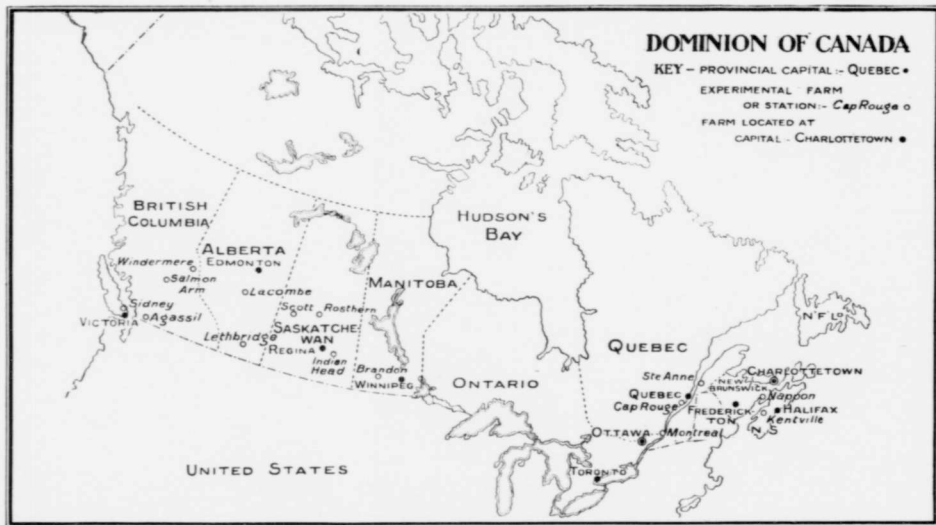 DOMINION OF CANADA
KEY – PROVINCIAL CAPITAL :- QUEBEC •
EXPERIMENTAL FARM
OR STATION :- Cap Rouge o
FARM LOCATED AT
CAPITAL - CHARLOTTETOWN
BRITISH
COLUMBIA
ALBERTA
EDMONTON
Windermere
Salmon
Arm
Lacombe
Sidney
VICTORIA
Agassil
Lethbridge
Scott
Rosthern
SASKATCHE-
WAN
REGINA
Indian
Head
MANITOBA
Brandon
WINNIPEG
HUDSON'S
BAY
ONTARIO
QUEBEC
N.F.L.
Ste Anne
QUEBEC
Cap Rouge
NEW
BRUNSWICK
CHARLOTTETOWN
Nappon
FREDERICK-
TON
HALIFAX
Kentville
N.S.
OTTAWA
Montreal
TORONTO
UNITED STATES